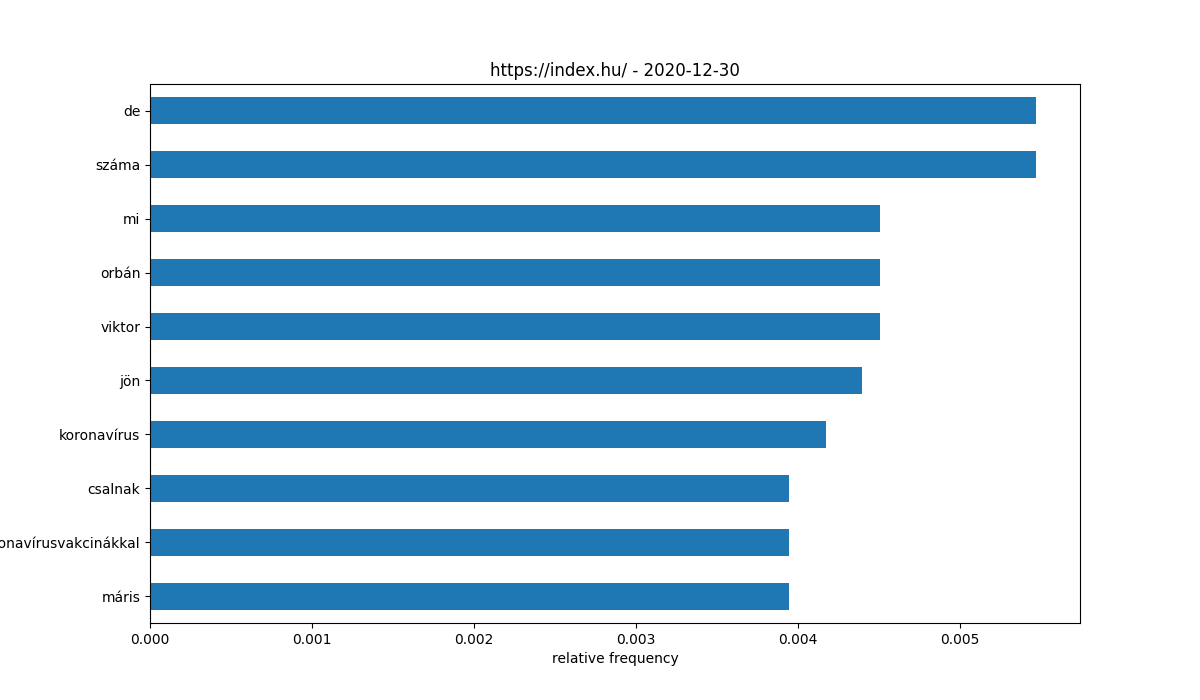 https://index.hu/ - 2020-12-30
de
száma
mi
orbán
viktor
jön
koronavírus
csalnak
onavírusvakcinákkal
máris
0.000 0.001 0.002 0.003 0.004 0.005
relative frequency